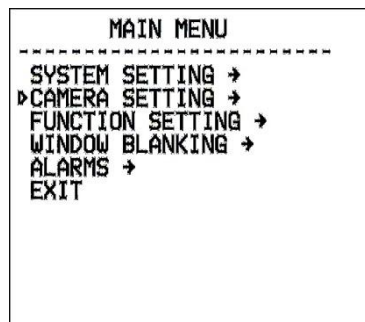 MAIN MENU
SYSTEM SETTING →
CAMERA SETTING →
FUNCTION SETTING →
WINDOW BLANKING →
ALARMS →
EXIT